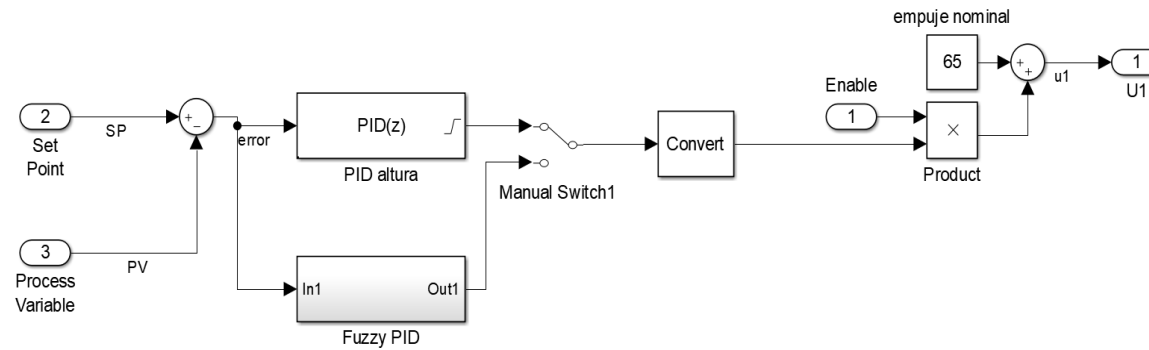 empuje nominal
65
+
+
u1
1
U1
Enable
1
×
Product
2
SP
Set
Point
+
−
error
PID(z)
PID altura
Manual Switch1
Convert
3
PV
Process
Variable
In1
Out1
Fuzzy PID